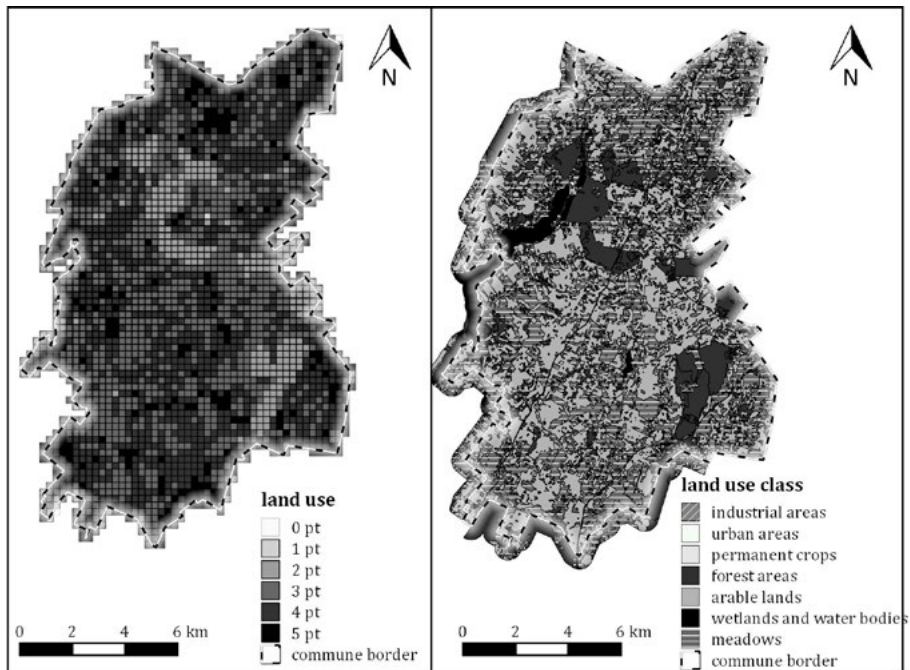 N
land use
0 pt
1 pt
2 pt
3 pt
4 pt
5 pt
commune border
0 2 4 6 km
N
land use class
industrial areas
urban areas
permanent crops
forest areas
arable lands
wetlands and water bodies
meadows
commune border
0 2 4 6 km